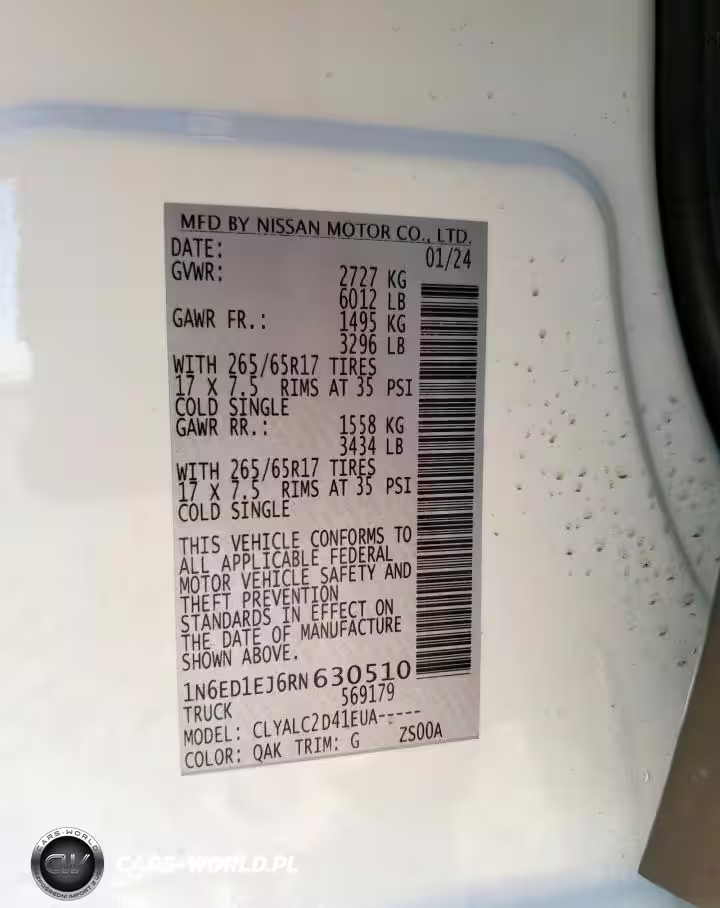 MFD BY NISSAN MOTOR CO., LTD.
DATE: 01/24
GVWR: 2727 KG
6012 LB
GAWR FR.: 1495 KG
3296 LB
WITH 265/65R17 TIRES
17 X 7.5 RIMS AT 35 PSI
COLD SINGLE
GAWR RR.: 1558 KG
3434 LB
WITH 265/65R17 TIRES
17 X 7.5 RIMS AT 35 PSI
COLD SINGLE
THIS VEHICLE CONFORMS TO
ALL APPLICABLE FEDERAL
MOTOR VEHICLE SAFETY AND
THEFT PREVENTION
STANDARDS IN EFFECT ON
THE DATE OF MANUFACTURE
SHOWN ABOVE.
1N6ED1EJ6RN630510
TRUCK 569179
MODEL: CLYALC2D41EUA-----
COLOR: QAK TRIM: G ZS00A
CARS-WORLD
CW
CARS-WORLD.PL